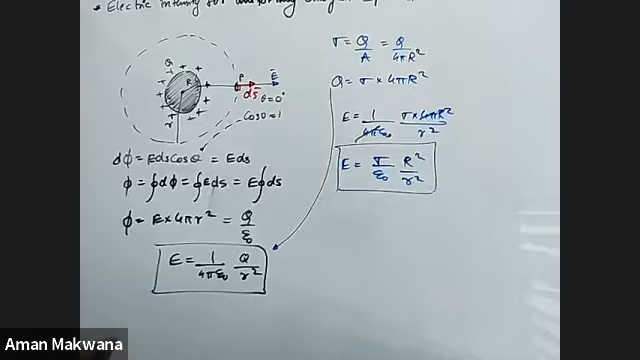 * Electric intensity
P
E
Q
R
ds
θ=0°
cosθ=1
r
dϕ = Eds cosθ = Eds
ϕ = ∮dϕ = ∮Eds = E∮ds
ϕ = E×4πr² = Q/ε₀
E = 1/4πε₀ Q/r²
σ = Q/A = Q/4πR²
Q = σ × 4πR²
E = 1/4πε₀ σ×4πR²/r²
E = σ/ε₀ R²/r²
Aman Makwana